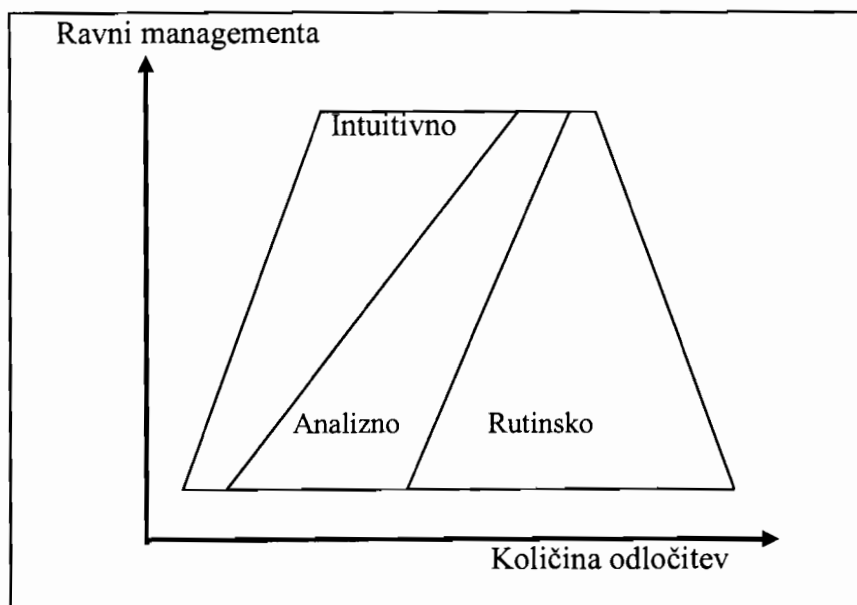 Ravni managementa
Intuitivno
Analizno
Rutinsko
Količina odločitev